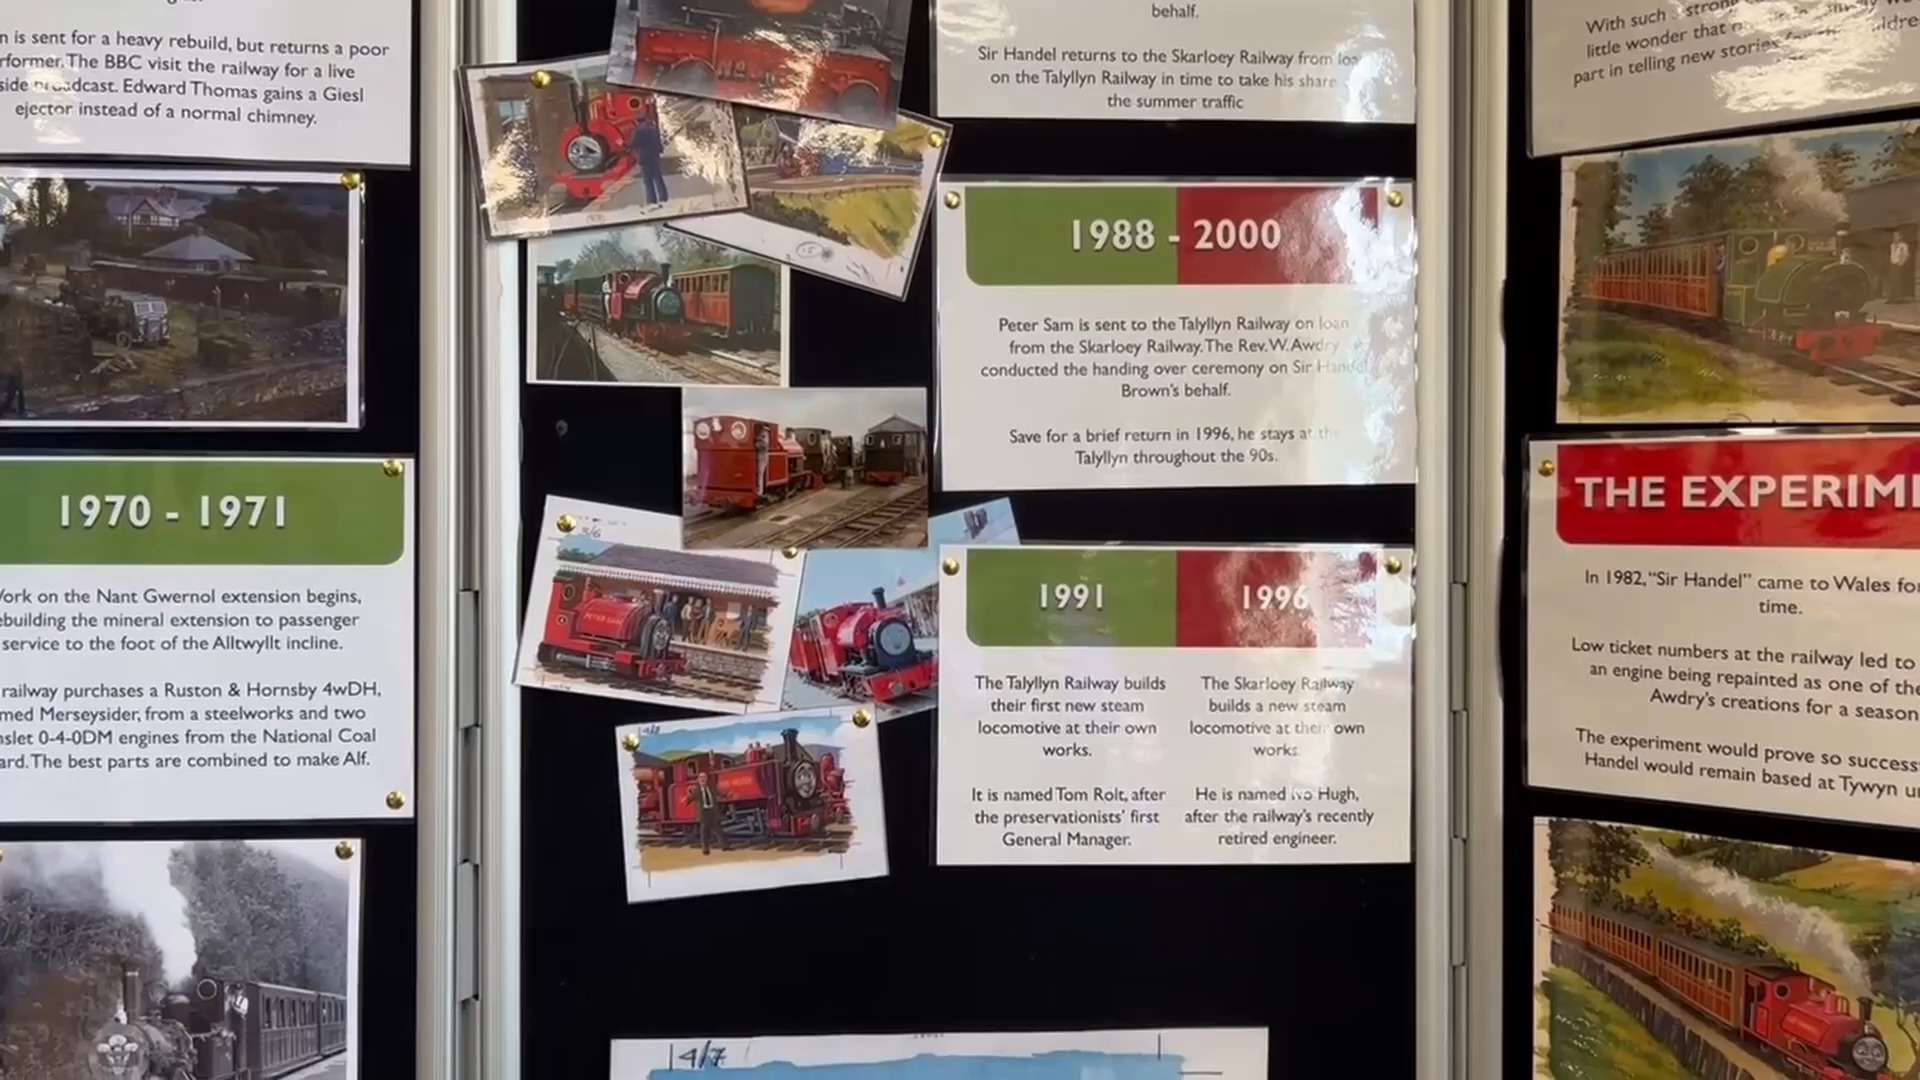 is sent for a heavy rebuild, but returns a poor
The BBC visit the railway for a live
Edward Thomas gains a Giesl
ejector instead of a normal chimney.
1970 - 1971
on the Nant Gwernol extension begins,
the mineral extension to passenger
service to the foot of the Alltwyllt incline.
railway purchases a Ruston & Hornsby 4wDH,
Merseysider, from a steelworks and two
0-4-0DM engines from the National Coal
The best parts are combined to make Alf.
behalf.
Sir Handel returns to the Skarloey Railway from
on the Talyllyn Railway in time to take his share
the summer traffic
1988 - 2000
Peter Sam is sent to the Talyllyn Railway on loan
from the Skarloey Railway. The Rev. W. Awdry
conducted the handing over ceremony on Sir Handel
Brown's behalf.
Save for a brief return in 1996, he stays at the
Talyllyn throughout the 90s.
3/6
PETER SAM
1991
The Talyllyn Railway builds
their first new steam
locomotive at their own
works.
It is named Tom Rolt, after
the preservationists' first
General Manager.
1996
The Skarloey Railway
builds a new steam
locomotive at their own
works
He is named Ivo Hugh,
after the railway's recently
retired engineer.
4/7
With such strong
little wonder that
part in telling new stories
THE
In 1982, "Sir Handel" came to Wales
time.
Low ticket numbers at the railway led to
an engine being repainted as one of the
Awdry's creations for a season
The experiment would prove so
Handel would remain based at Tywyn